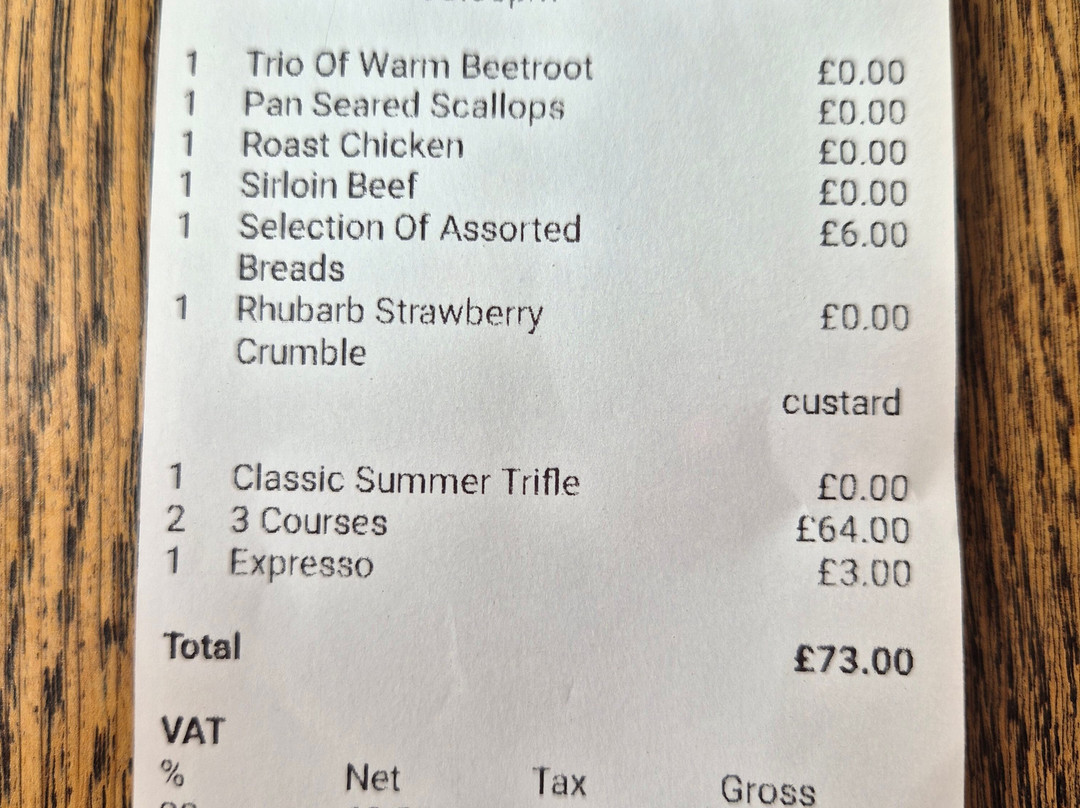 1 Trio Of Warm Beetroot £0.00
1 Pan Seared Scallops £0.00
1 Roast Chicken £0.00
1 Sirloin Beef £0.00
1 Selection Of Assorted £6.00
Breads
1 Rhubarb Strawberry £0.00
Crumble
custard
1 Classic Summer Trifle £0.00
2 3 Courses £64.00
1 Expresso £3.00
Total £73.00
VAT
% Net Tax Gross